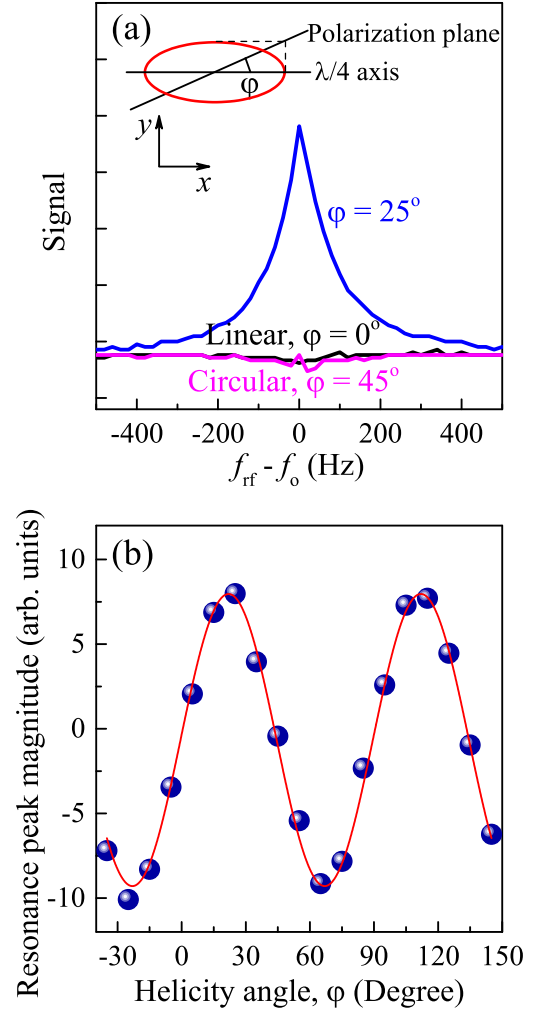 (a)
Polarization plane
λ/4 axis
φ
y
x
Signal
φ = 25°
Linear, φ = 0°
Circular, φ = 45°
-400 -200 0 200 400
f_rf - f_o (Hz)
(b)
Resonance peak magnitude (arb. units)
10
5
0
-5
-10
-30 0 30 60 90 120 150
Helicity angle, φ (Degree)